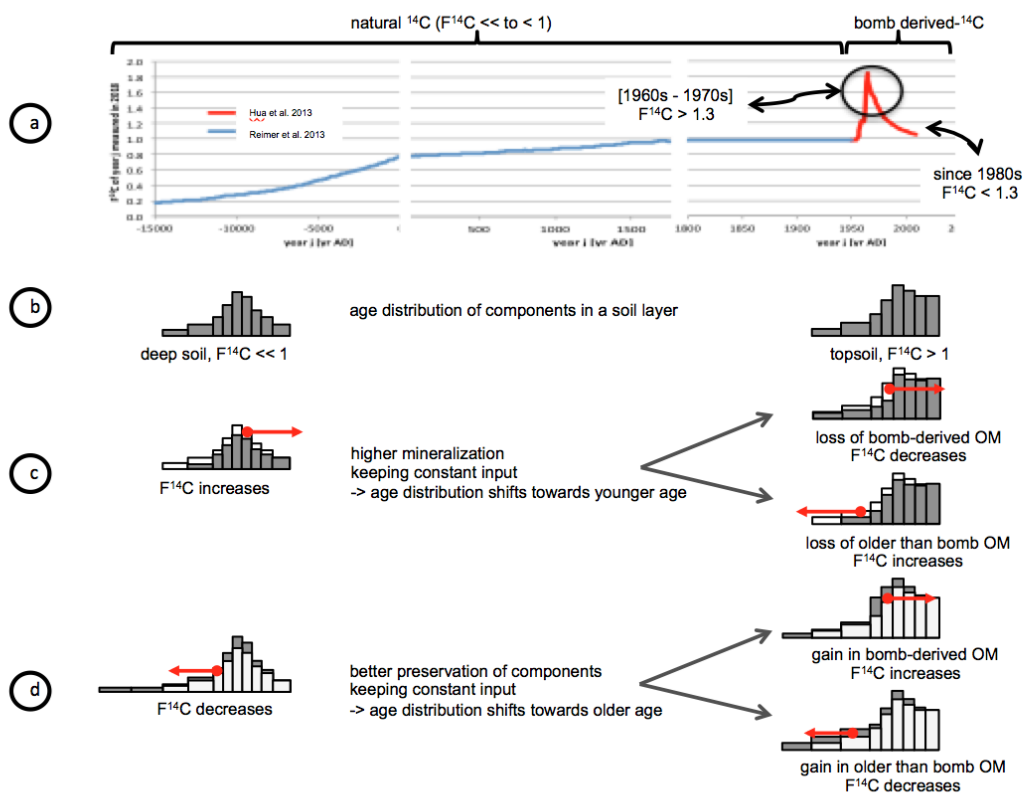 natural ¹⁴C (F¹⁴C << to < 1)
bomb derived-¹⁴C
a
F¹⁴C of year j measured in 2013
2.0
1.8
1.6
1.4
1.2
1.0
0.8
0.6
0.4
0.2
0.0
Hua et al. 2013
Reimer et al. 2013
[1960s - 1970s]
F¹⁴C > 1.3
since 1980s
F¹⁴C < 1.3
-15000
-10000
-5000
500
1000
1500
1800
1850
1900
1950
2000
2
year j [yr AD]
year j [yr AD]
year j [yr AD]
b
deep soil, F¹⁴C << 1
age distribution of components in a soil layer
topsoil, F¹⁴C > 1
c
F¹⁴C increases
higher mineralization
keeping constant input
-> age distribution shifts towards younger age
loss of bomb-derived OM
F¹⁴C decreases
loss of older than bomb OM
F¹⁴C increases
d
F¹⁴C decreases
better preservation of components
keeping constant input
-> age distribution shifts towards older age
gain in bomb-derived OM
F¹⁴C increases
gain in older than bomb OM
F¹⁴C decreases